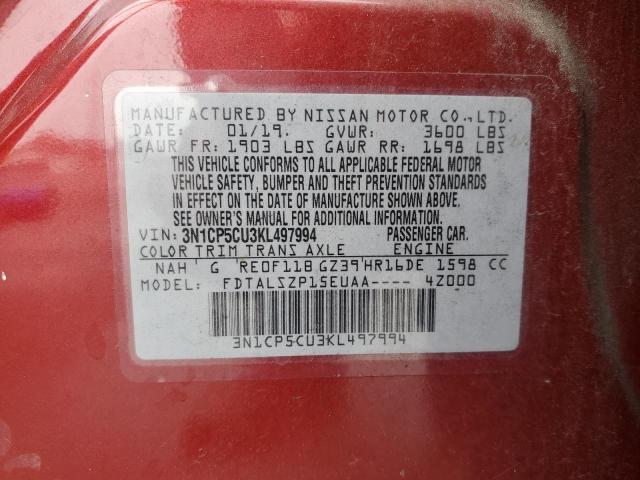 MANUFACTURED BY NISSAN MOTOR CO., LTD.
DATE: 01/19. GVWR: 3600 LBS
GAWR FR: 1903 LBS GAWR RR: 1698 LBS
THIS VEHICLE CONFORMS TO ALL APPLICABLE FEDERAL MOTOR
VEHICLE SAFETY, BUMPER AND THEFT PREVENTION STANDARDS
IN EFFECT ON THE DATE OF MANUFACTURE SHOWN ABOVE.
SEE OWNER'S MANUAL FOR ADDITIONAL INFORMATION
VIN: 3N1CP5CU3KL497994 PASSENGER CAR.
COLOR TRIM TRANS AXLE ENGINE
NAH G RE0F11B GZ39 HR16DE 1598 CC
MODEL: FDTALSZP15EUAA---- 4Z000
3N1CP5CU3KL497994